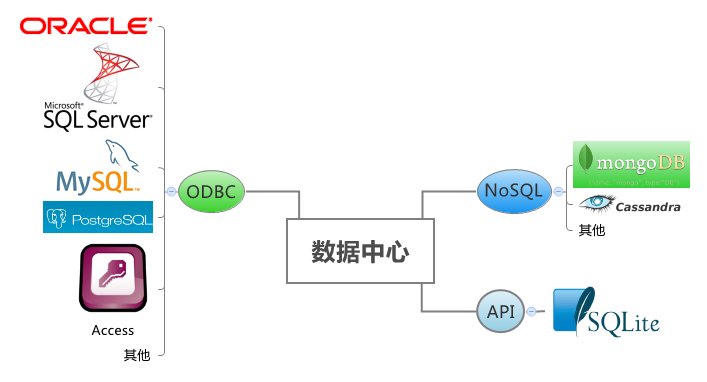 ORACLE®
Microsoft®
SQL Server®
MySQL™
PostgreSQL
Access
其他
ODBC
数据中心
NoSQL
mongoDB
Cassandra
其他
API
SQLite